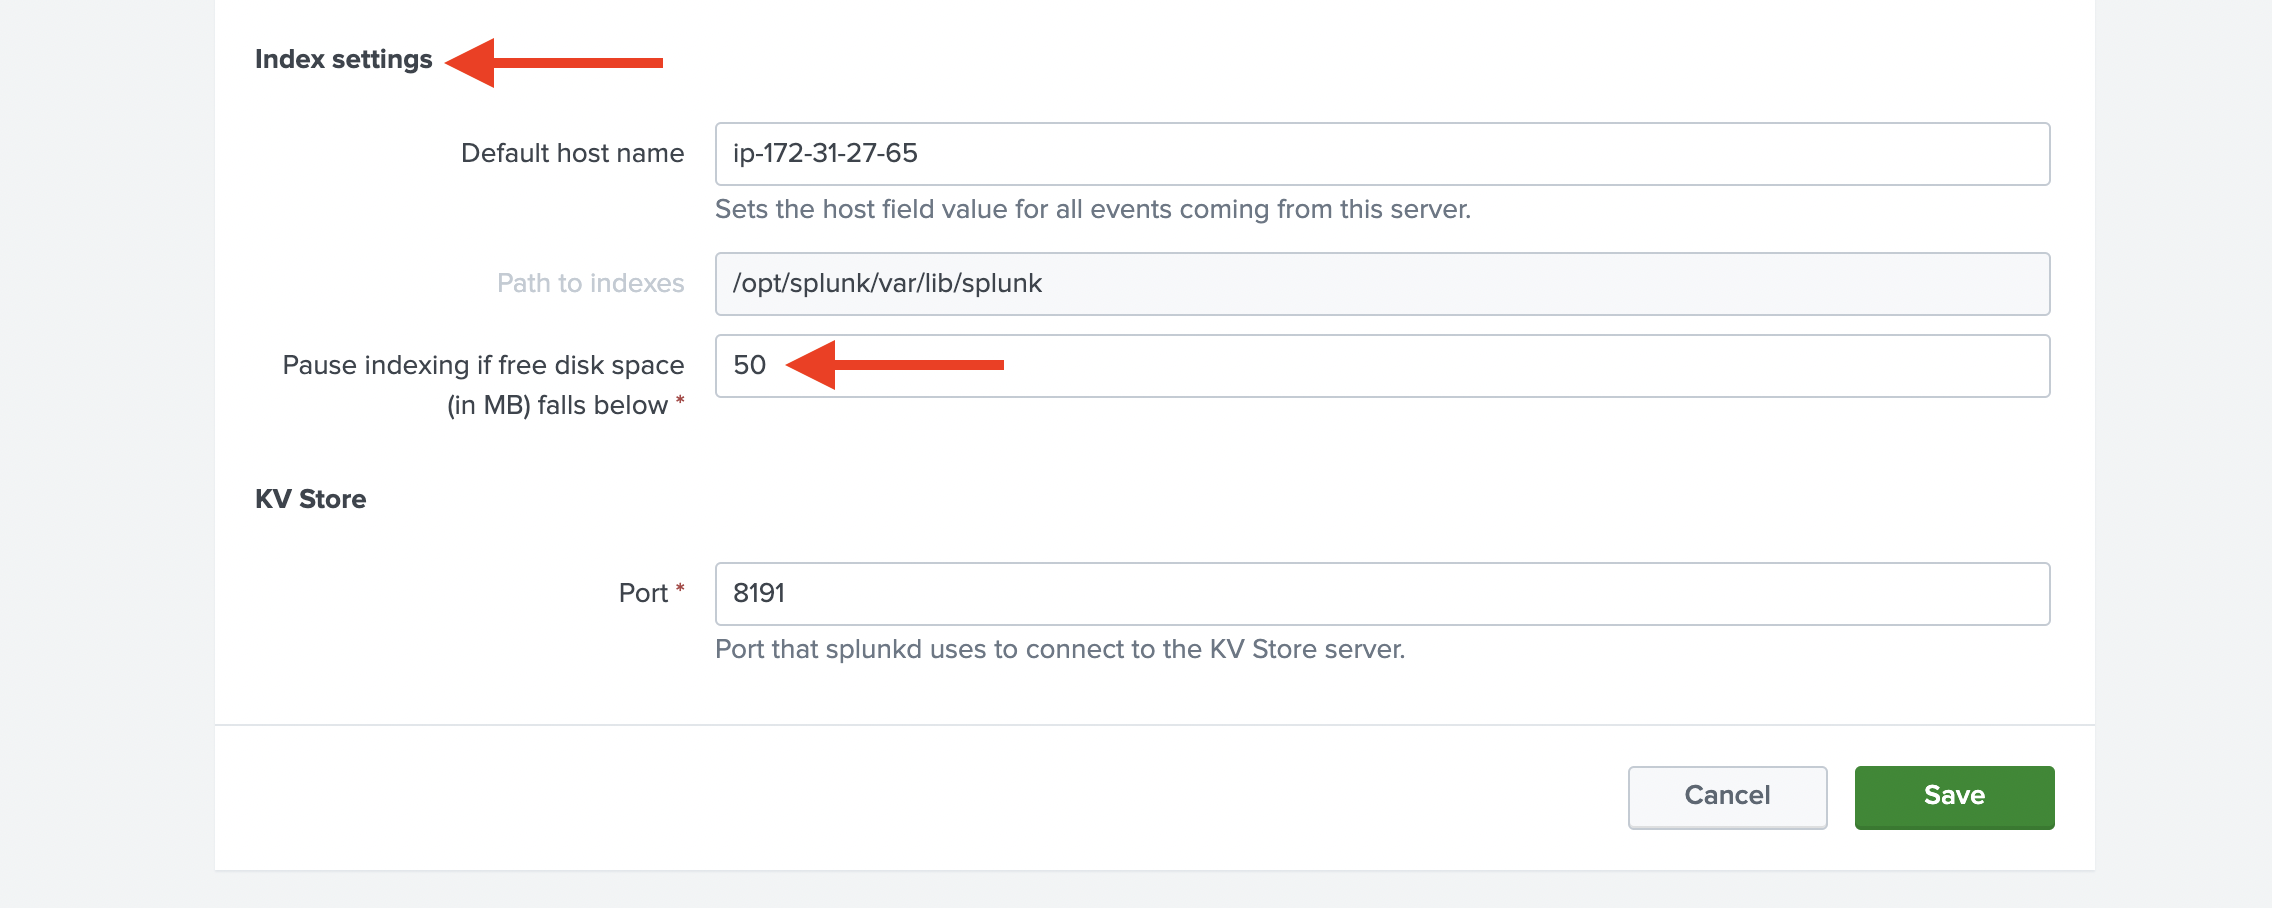 Index settings
Default host name
ip-172-31-27-65
Sets the host field value for all events coming from this server.
Path to indexes
/opt/splunk/var/lib/splunk
Pause indexing if free disk space
(in MB) falls below *
50
KV Store
Port *
8191
Port that splunkd uses to connect to the KV Store server.
Cancel
Save